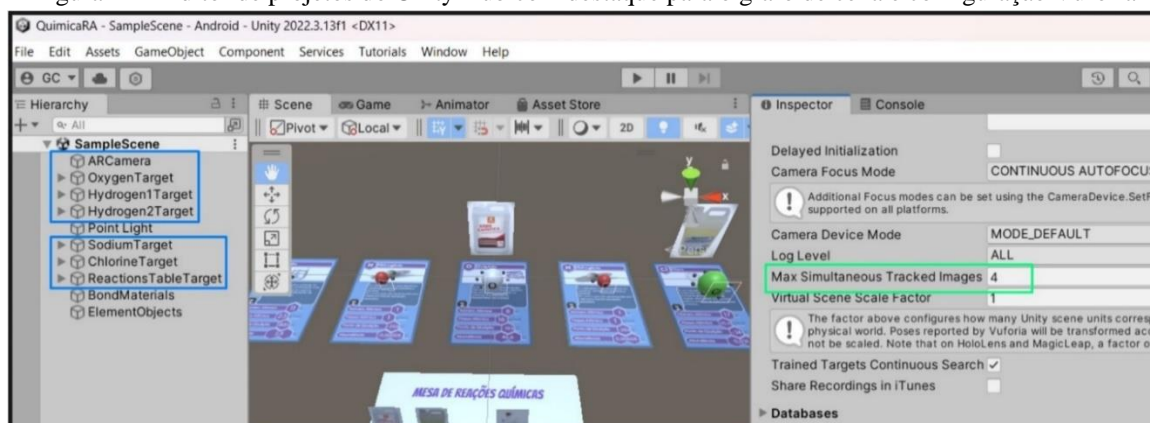 QuimicaRA - SampleScene - Android - Unity 2022.3.13f1 <DX11>
File Edit Assets GameObject Component Services Tutorials Window Help
GC
Hierarchy
All
SampleScene
ARCamera
OxygenTarget
Hydrogen1Target
Hydrogen2Target
Point Light
SodiumTarget
ChlorineTarget
ReactionsTableTarget
BondMaterials
ElementObjects
Scene Game Animator Asset Store
Pivot Local 2D
y
x
MESA DE REAÇÕES QUÍMICAS
Inspector Console
Delayed Initialization
Camera Focus Mode CONTINUOUS AUTOFOCUS
Additional Focus modes can be set using the CameraDevice.SetF
supported on all platforms.
Camera Device Mode MODE_DEFAULT
Log Level ALL
Max Simultaneous Tracked Images 4
Virtual Scene Scale Factor 1
The factor above configures how many Unity scene units corres
physical world. Poses reported by Vuforia will be transformed acc
not be scaled. Note that on HoloLens and MagicLeap, a factor o
Trained Targets Continuous Search
Share Recordings in iTunes
Databases